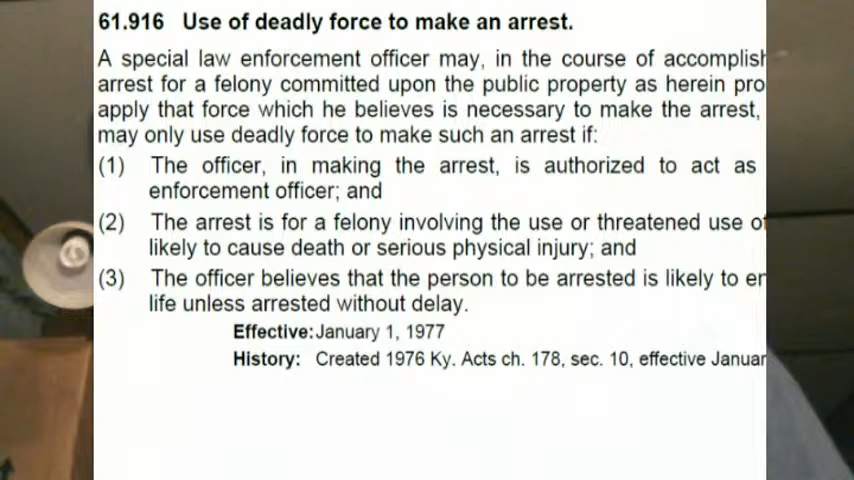 61.916 Use of deadly force to make an arrest.
A special law enforcement officer may, in the course of
arrest for a felony committed upon the public property as herein
apply that force which he believes is necessary to make the arrest,
may only use deadly force to make such an arrest if:
(1) The officer, in making the arrest, is authorized to act as
enforcement officer; and
(2) The arrest is for a felony involving the use or threatened use
likely to cause death or serious physical injury; and
(3) The officer believes that the person to be arrested is likely to
life unless arrested without delay.
Effective: January 1, 1977
History: Created 1976 Ky. Acts ch. 178, sec. 10, effective